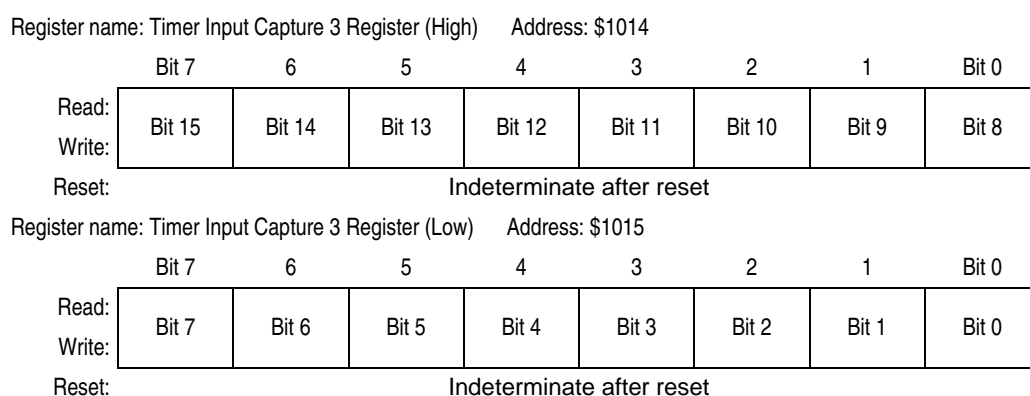 Register name: Timer Input Capture 3 Register (High) Address: $1014
Bit 7 6 5 4 3 2 1 Bit 0
Read:
Bit 15 Bit 14 Bit 13 Bit 12 Bit 11 Bit 10 Bit 9 Bit 8
Write:
Reset: Indeterminate after reset
Register name: Timer Input Capture 3 Register (Low) Address: $1015
Bit 7 6 5 4 3 2 1 Bit 0
Read:
Bit 7 Bit 6 Bit 5 Bit 4 Bit 3 Bit 2 Bit 1 Bit 0
Write:
Reset: Indeterminate after reset